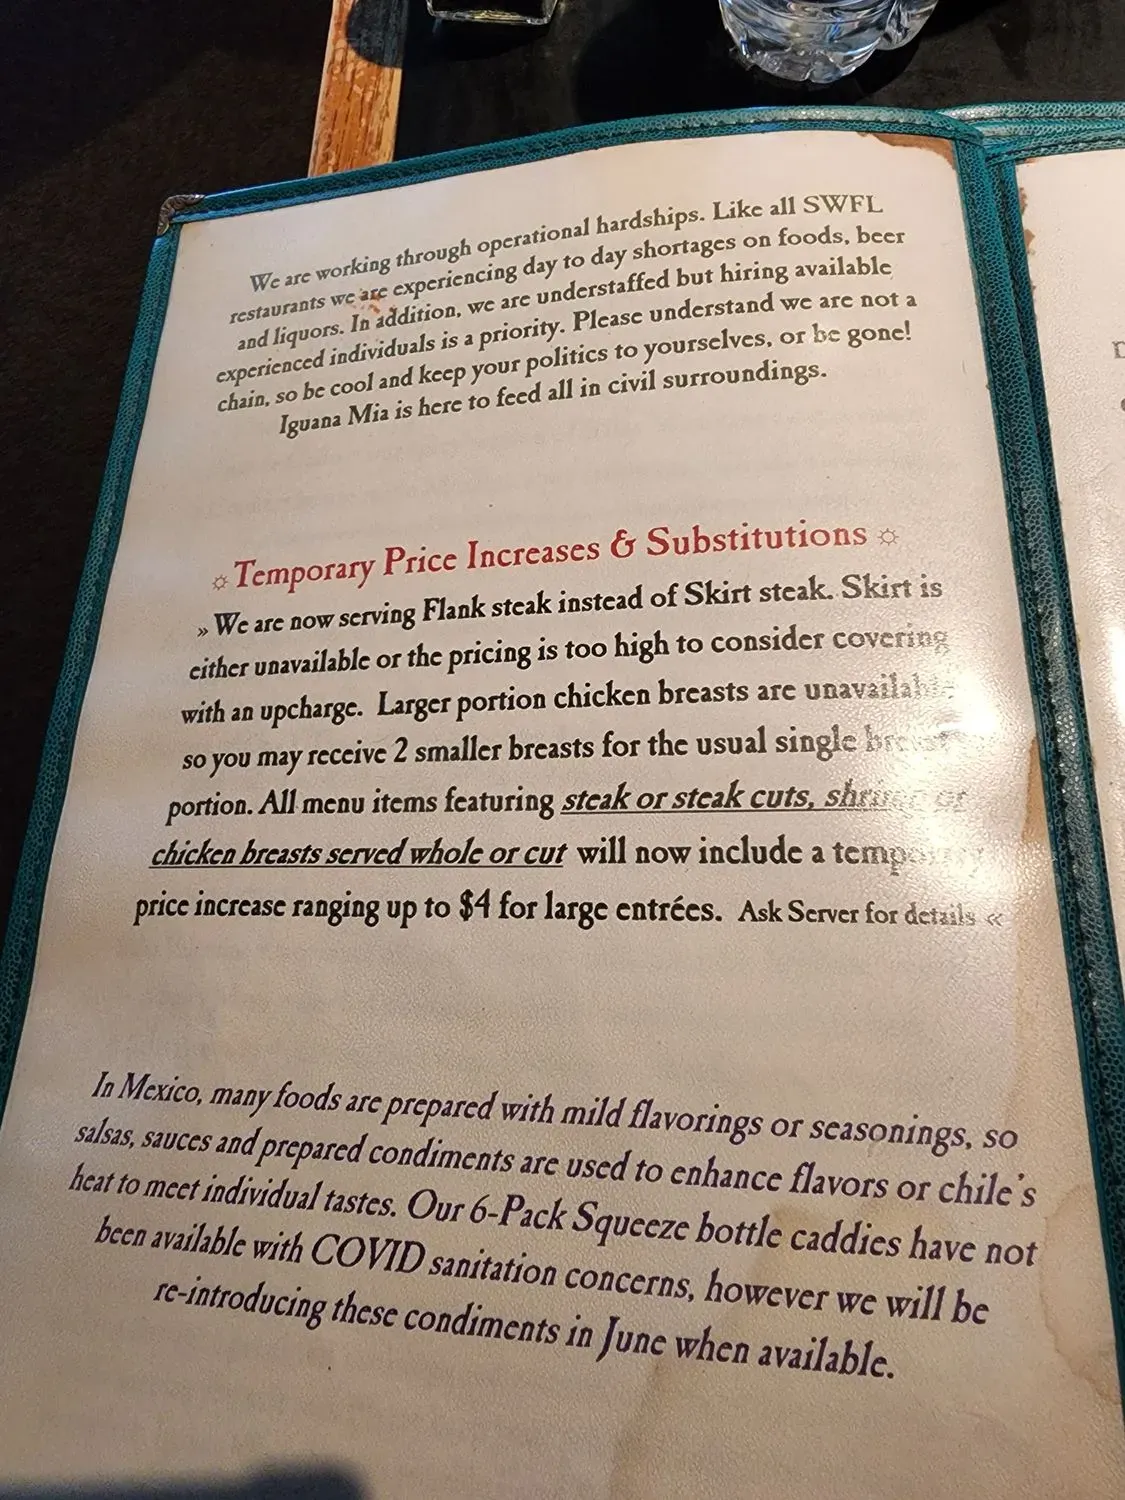 We are working through operational hardships. Like all SWFL
restaurants we are experiencing day to day shortages on foods, beer
and liquors. In addition, we are understaffed but hiring available
experienced individuals is a priority. Please understand we are not a
chain, so be cool and keep your politics to yourselves, or be gone!
Iguana Mia is here to feed all in civil surroundings.
☼ Temporary Price Increases & Substitutions ☼
» We are now serving Flank steak instead of Skirt steak. Skirt is
either unavailable or the pricing is too high to consider covering
with an upcharge. Larger portion chicken breasts are unavailable
so you may receive 2 smaller breasts for the usual single breast
portion. All menu items featuring steak or steak cuts, shrimp or
chicken breasts served whole or cut will now include a temporary
price increase ranging up to $4 for large entrées. Ask Server for details «
In Mexico, many foods are prepared with mild flavorings or seasonings, so
salsas, sauces and prepared condiments are used to enhance flavors or chile's
heat to meet individual tastes. Our 6-Pack Squeeze bottle caddies have not
been available with COVID sanitation concerns, however we will be
re-introducing these condiments in June when available.